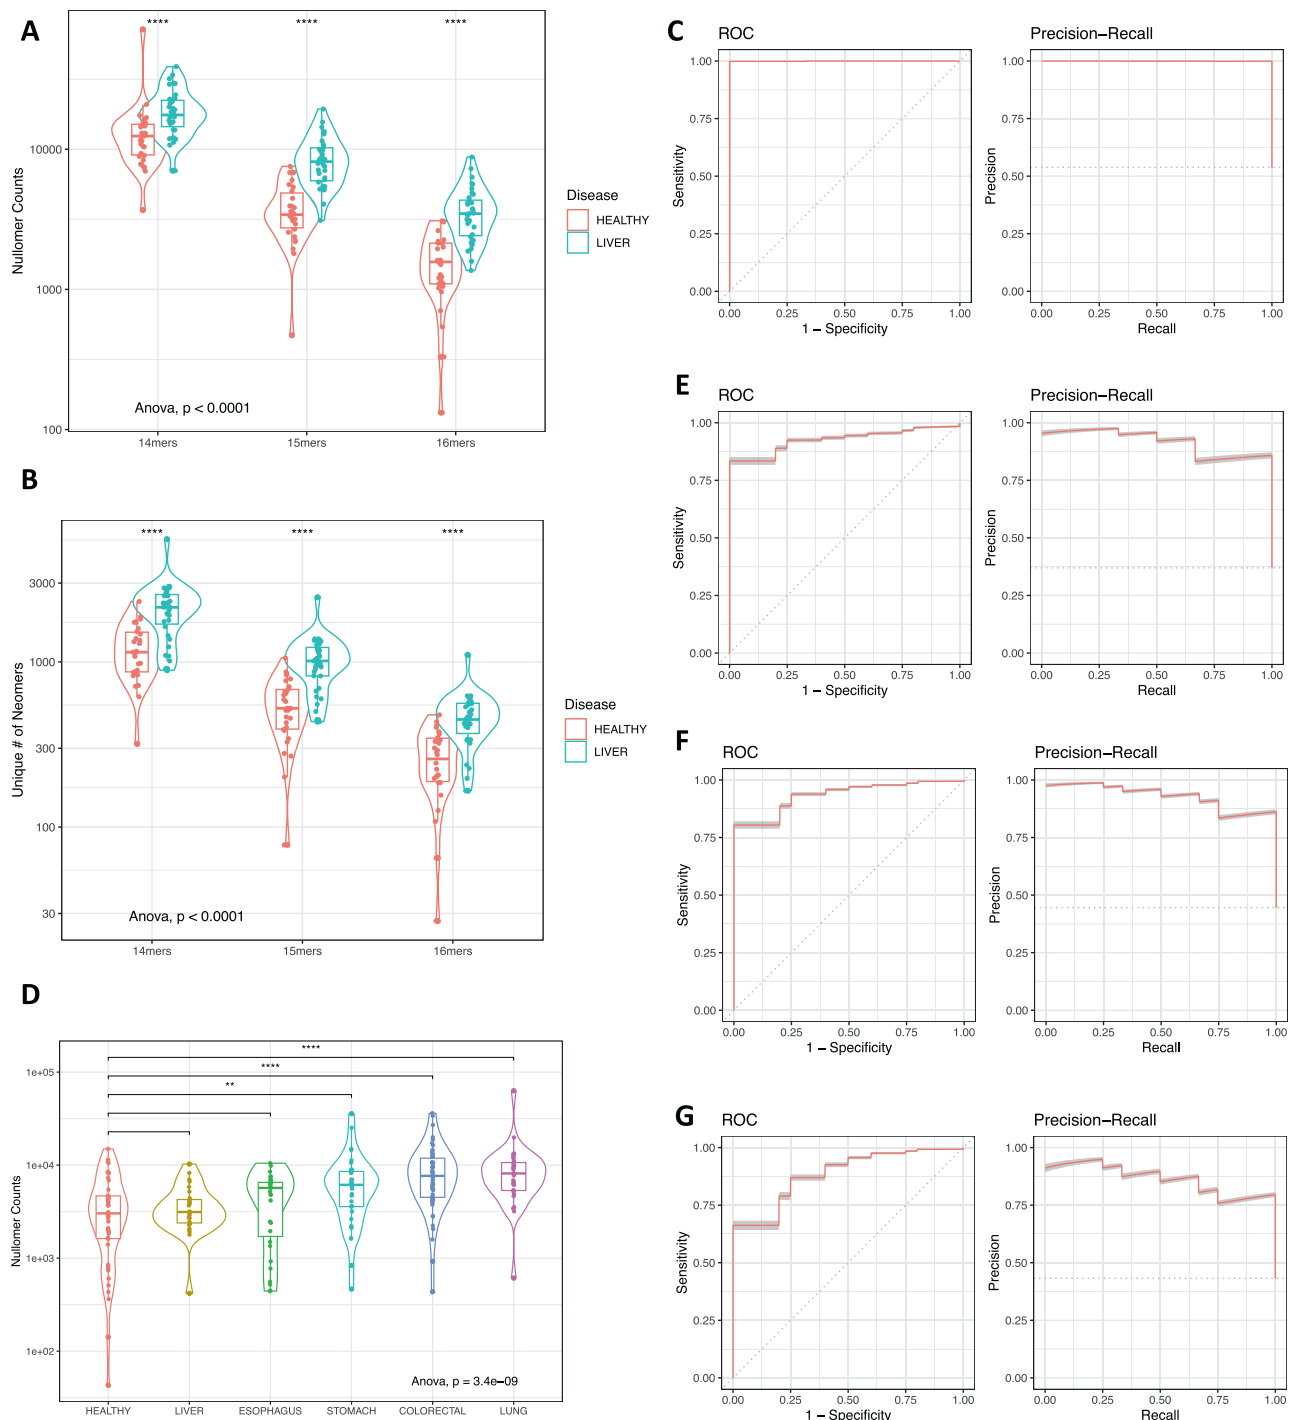 A
**** **** ****
Nullomer Counts
10000
1000
100
Anova, p < 0.0001
14mers 15mers 16mers
Disease
HEALTHY
LIVER
B
**** **** ****
Unique # of Neomers
3000
1000
300
100
30
Anova, p < 0.0001
14mers 15mers 16mers
Disease
HEALTHY
LIVER
D
****
****
**
Nullomer Counts
1e+05
1e+04
1e+03
1e+02
Anova, p = 3.4e−09
HEALTHY LIVER ESOPHAGUS STOMACH COLORECTAL LUNG
C
ROC
Sensitivity
1.00
0.75
0.50
0.25
0.00
0.00 0.25 0.50 0.75 1.00
1 − Specificity
Precision−Recall
Precision
1.00
0.75
0.50
0.25
0.00
0.00 0.25 0.50 0.75 1.00
Recall
E
ROC
Sensitivity
1.00
0.75
0.50
0.25
0.00
0.00 0.25 0.50 0.75 1.00
1 − Specificity
Precision−Recall
Precision
1.00
0.75
0.50
0.25
0.00
0.00 0.25 0.50 0.75 1.00
Recall
F
ROC
Sensitivity
1.00
0.75
0.50
0.25
0.00
0.00 0.25 0.50 0.75 1.00
1 − Specificity
Precision−Recall
Precision
1.00
0.75
0.50
0.25
0.00
0.00 0.25 0.50 0.75 1.00
Recall
G
ROC
Sensitivity
1.00
0.75
0.50
0.25
0.00
0.00 0.25 0.50 0.75 1.00
1 − Specificity
Precision−Recall
Precision
1.00
0.75
0.50
0.25
0.00
0.00 0.25 0.50 0.75 1.00
Recall